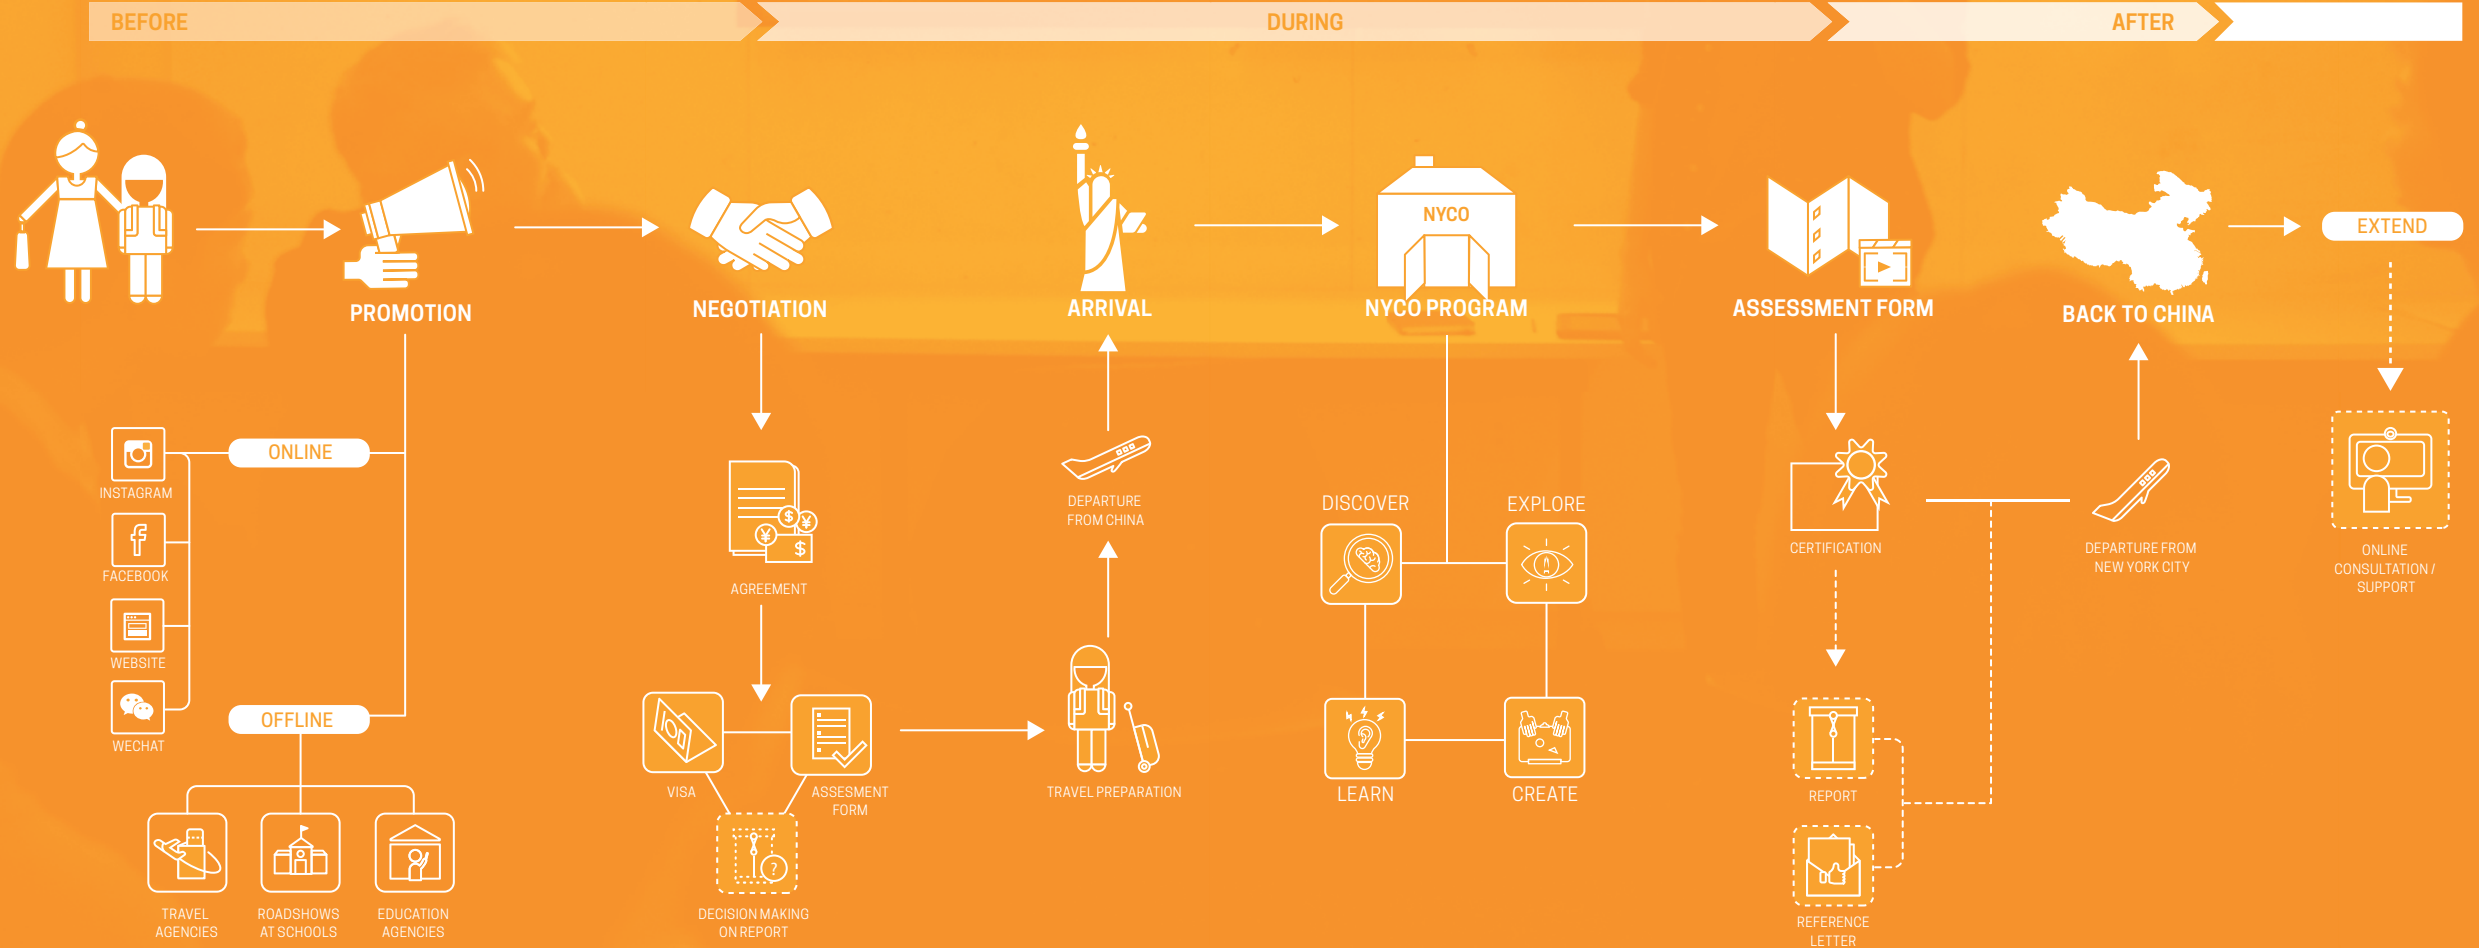 BEFORE
DURING
AFTER
NYCO
EXTEND
PROMOTION
NEGOTIATION
ARRIVAL
NYCO PROGRAM
ASSESSMENT FORM
BACK TO CHINA
ONLINE
INSTAGRAM
FACEBOOK
WEBSITE
WECHAT
OFFLINE
TRAVEL
AGENCIES
ROADSHOWS
AT SCHOOLS
EDUCATION
AGENCIES
$
¥
¥
$
AGREEMENT
VISA
ASSESMENT
FORM
?
DECISION MAKING
ON REPORT
DEPARTURE
FROM CHINA
TRAVEL PREPARATION
DISCOVER
EXPLORE
LEARN
CREATE
CERTIFICATION
REPORT
REFERENCE
LETTER
DEPARTURE FROM
NEW YORK CITY
ONLINE
CONSULTATION /
SUPPORT